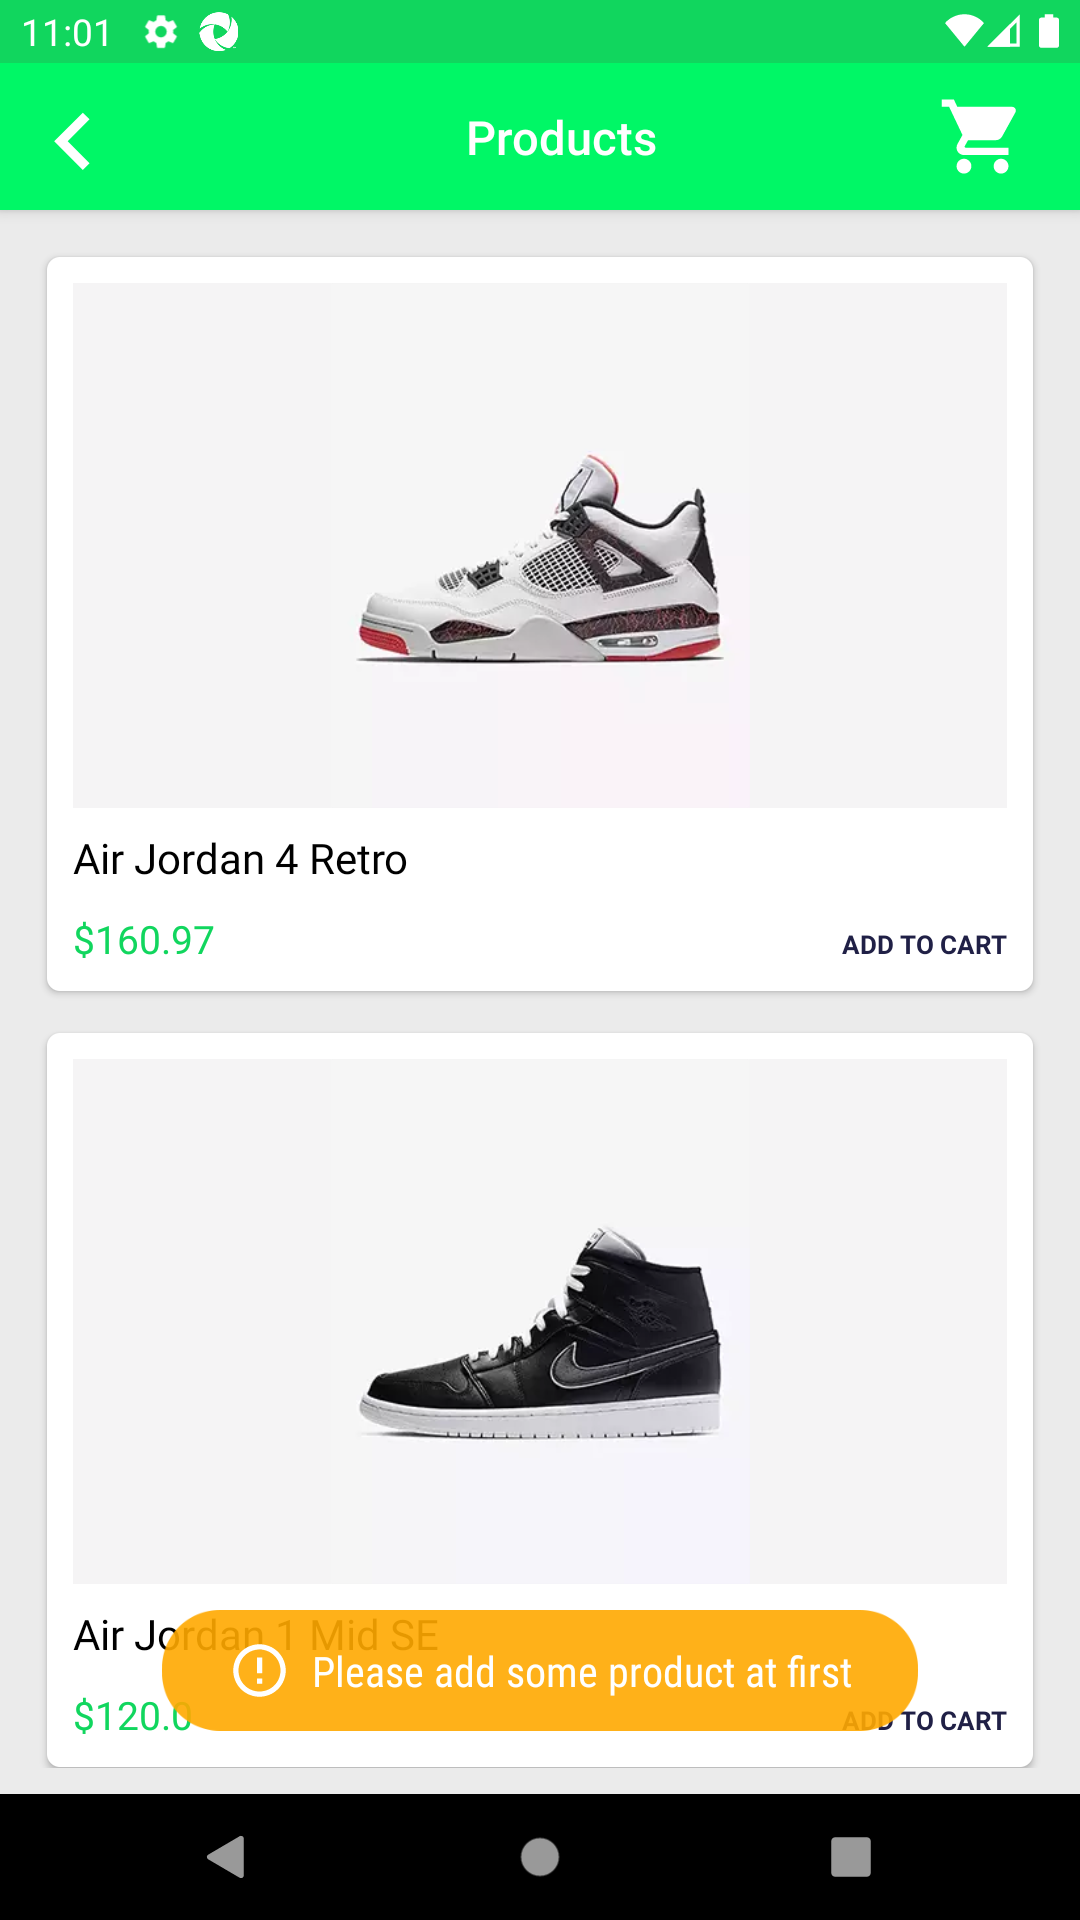 11:01
Products
Air Jordan 4 Retro
$160.97
ADD TO CART
Air Jordan 1 Mid SE
Please add some product at first
$120.0
ADD TO CART